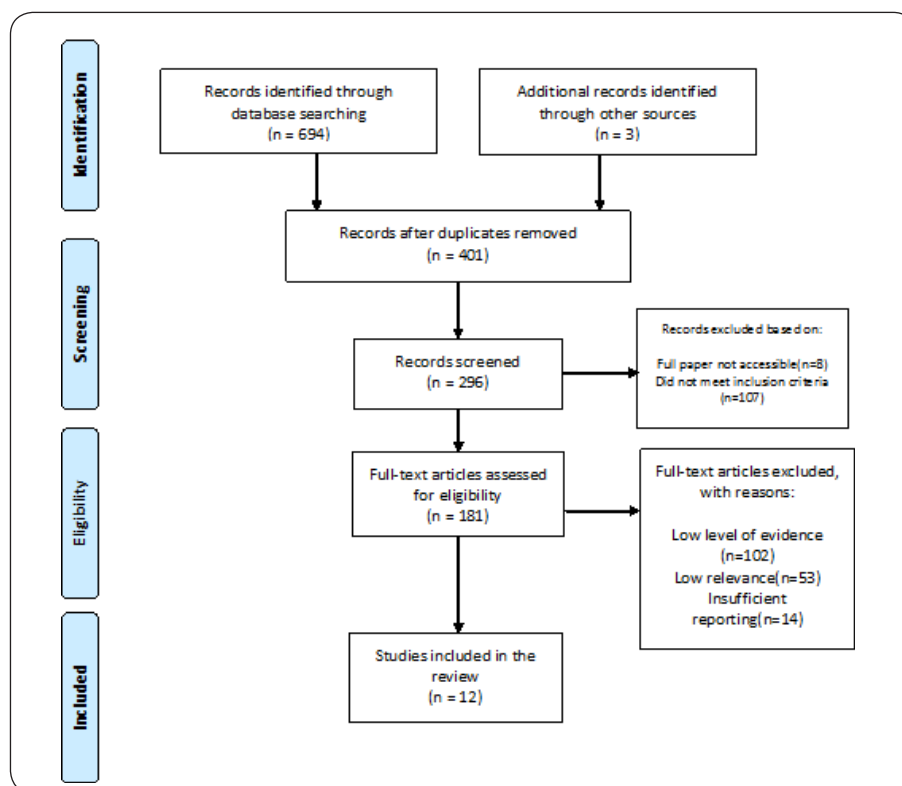 Identification
Records identified through
database searching
(n = 694)
Additional records identified
through other sources
(n = 3)
Records after duplicates removed
(n = 401)
Screening
Records screened
(n = 296)
Records excluded based on:
Full paper not accessible(n=8)
Did not meet inclusion criteria
(n=107)
Eligibility
Full-text articles assessed
for eligibility
(n = 181)
Full-text articles excluded,
with reasons:
Low level of evidence
(n=102)
Low relevance(n=53)
Insufficient
reporting(n=14)
Included
Studies included in the
review
(n = 12)